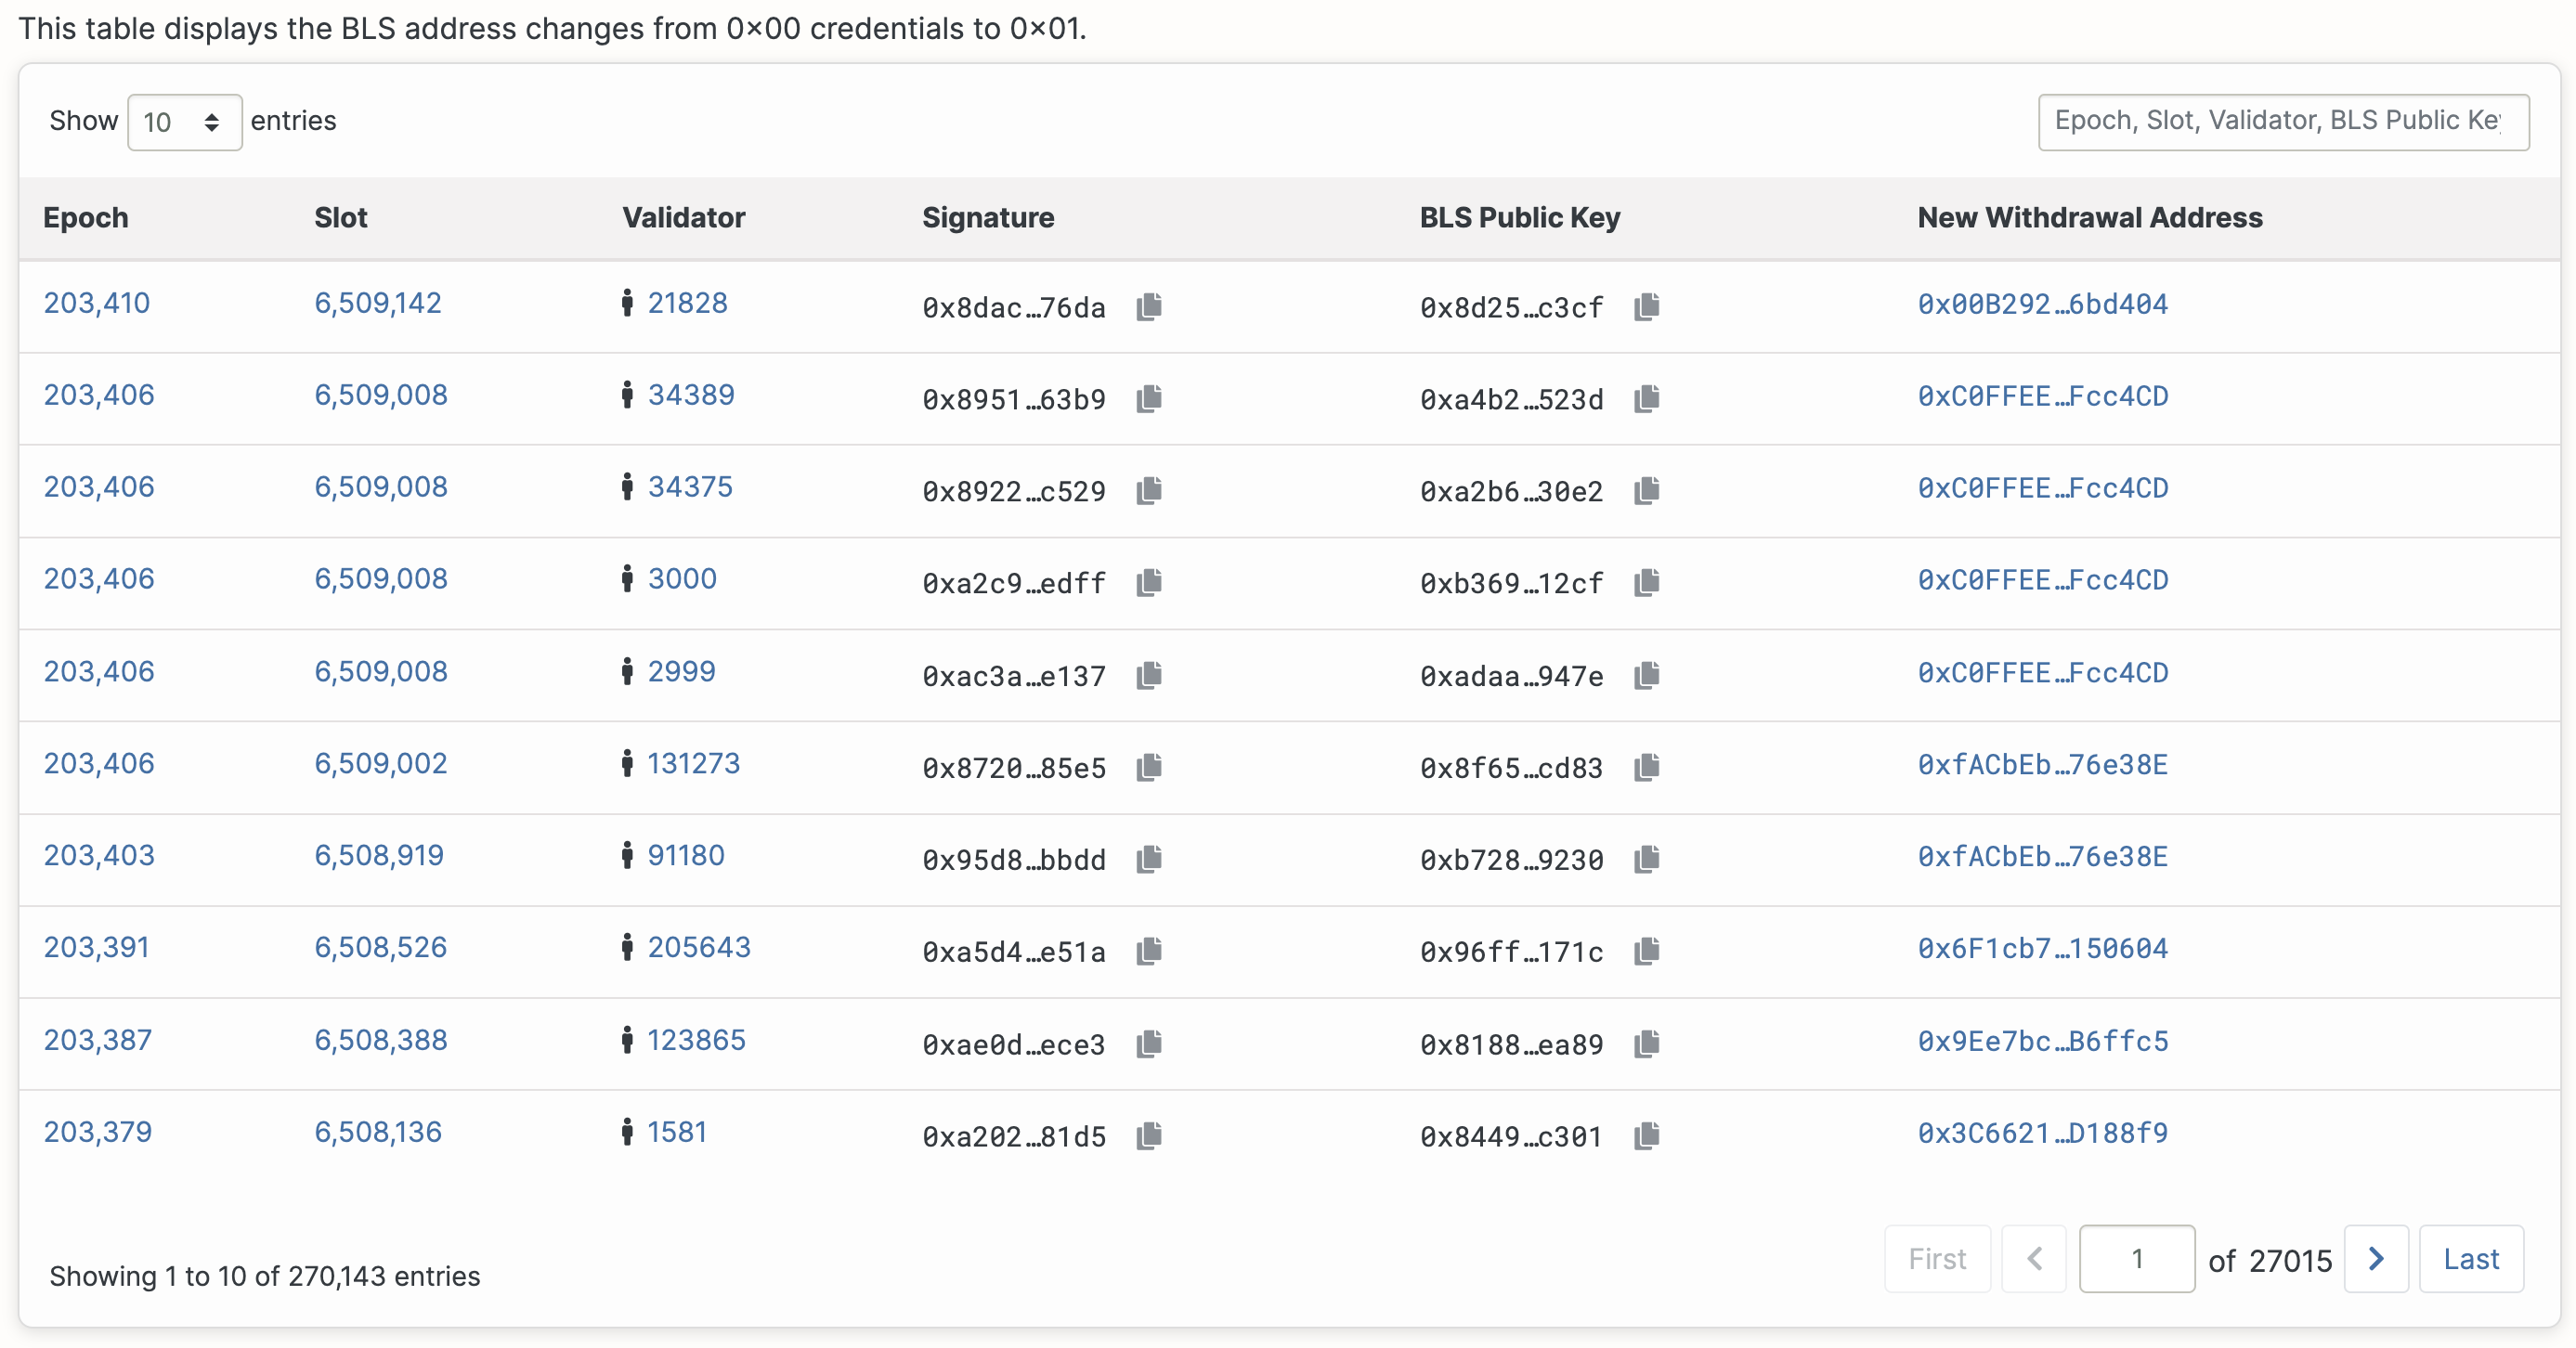 This table displays the BLS address changes from 0×00 credentials to 0×01.
Show 10 entries
Epoch, Slot, Validator, BLS Public Key
Epoch Slot Validator Signature BLS Public Key New Withdrawal Address
203,410 6,509,142 21828 0x8dac…76da 0x8d25…c3cf 0x00B292…6bd404
203,406 6,509,008 34389 0x8951…63b9 0xa4b2…523d 0xC0FFEE…Fcc4CD
203,406 6,509,008 34375 0x8922…c529 0xa2b6…30e2 0xC0FFEE…Fcc4CD
203,406 6,509,008 3000 0xa2c9…edff 0xb369…12cf 0xC0FFEE…Fcc4CD
203,406 6,509,008 2999 0xac3a…e137 0xadaa…947e 0xC0FFEE…Fcc4CD
203,406 6,509,002 131273 0x8720…85e5 0x8f65…cd83 0xfACbEb…76e38E
203,403 6,508,919 91180 0x95d8…bbdd 0xb728…9230 0xfACbEb…76e38E
203,391 6,508,526 205643 0xa5d4…e51a 0x96ff…171c 0x6F1cb7…150604
203,387 6,508,388 123865 0xae0d…ece3 0x8188…ea89 0x9Ee7bc…B6ffc5
203,379 6,508,136 1581 0xa202…81d5 0x8449…c301 0x3C6621…D188f9
Showing 1 to 10 of 270,143 entries
First 1 of 27015 Last